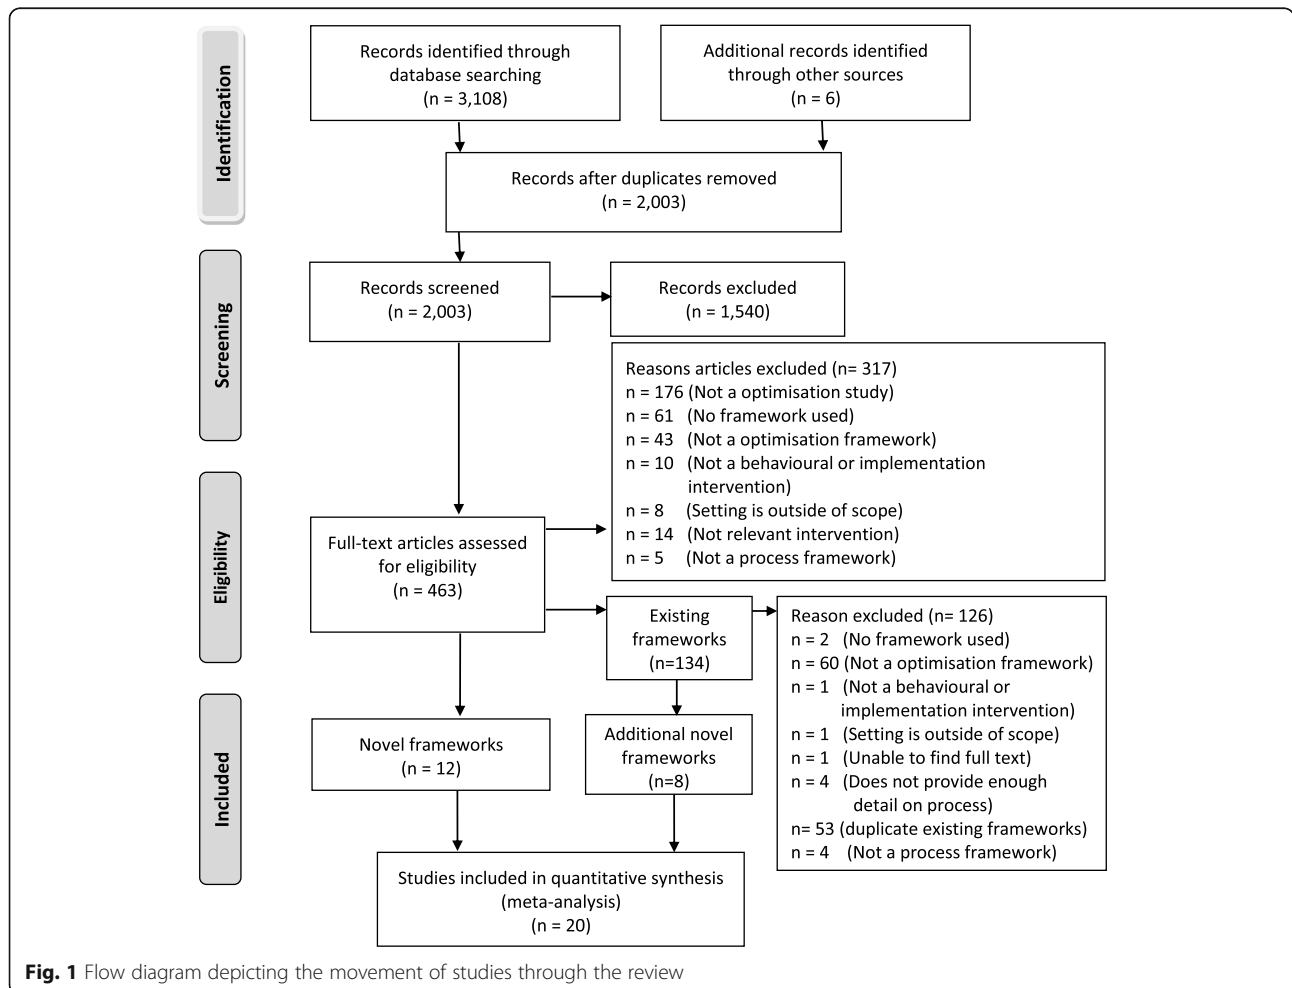 Identification
Screening
Eligibility
Included
Records identified through
database searching
(n = 3,108)
Additional records identified
through other sources
(n = 6)
Records after duplicates removed
(n = 2,003)
Records screened
(n = 2,003)
Records excluded
(n = 1,540)
Reasons articles excluded (n= 317)
n = 176 (Not a optimisation study)
n = 61 (No framework used)
n = 43 (Not a optimisation framework)
n = 10 (Not a behavioural or implementation
intervention)
n = 8 (Setting is outside of scope)
n = 14 (Not relevant intervention)
n = 5 (Not a process framework)
Full-text articles assessed
for eligibility
(n = 463)
Existing
frameworks
(n=134)
Reason excluded (n= 126)
n = 2 (No framework used)
n = 60 (Not a optimisation framework)
n = 1 (Not a behavioural or
implementation intervention)
n = 1 (Setting is outside of scope)
n = 1 (Unable to find full text)
n = 4 (Does not provide enough
detail on process)
n= 53 (duplicate existing frameworks)
n = 4 (Not a process framework)
Novel frameworks
(n = 12)
Additional novel
frameworks
(n=8)
Studies included in quantitative synthesis
(meta-analysis)
(n = 20)
Fig. 1 Flow diagram depicting the movement of studies through the review